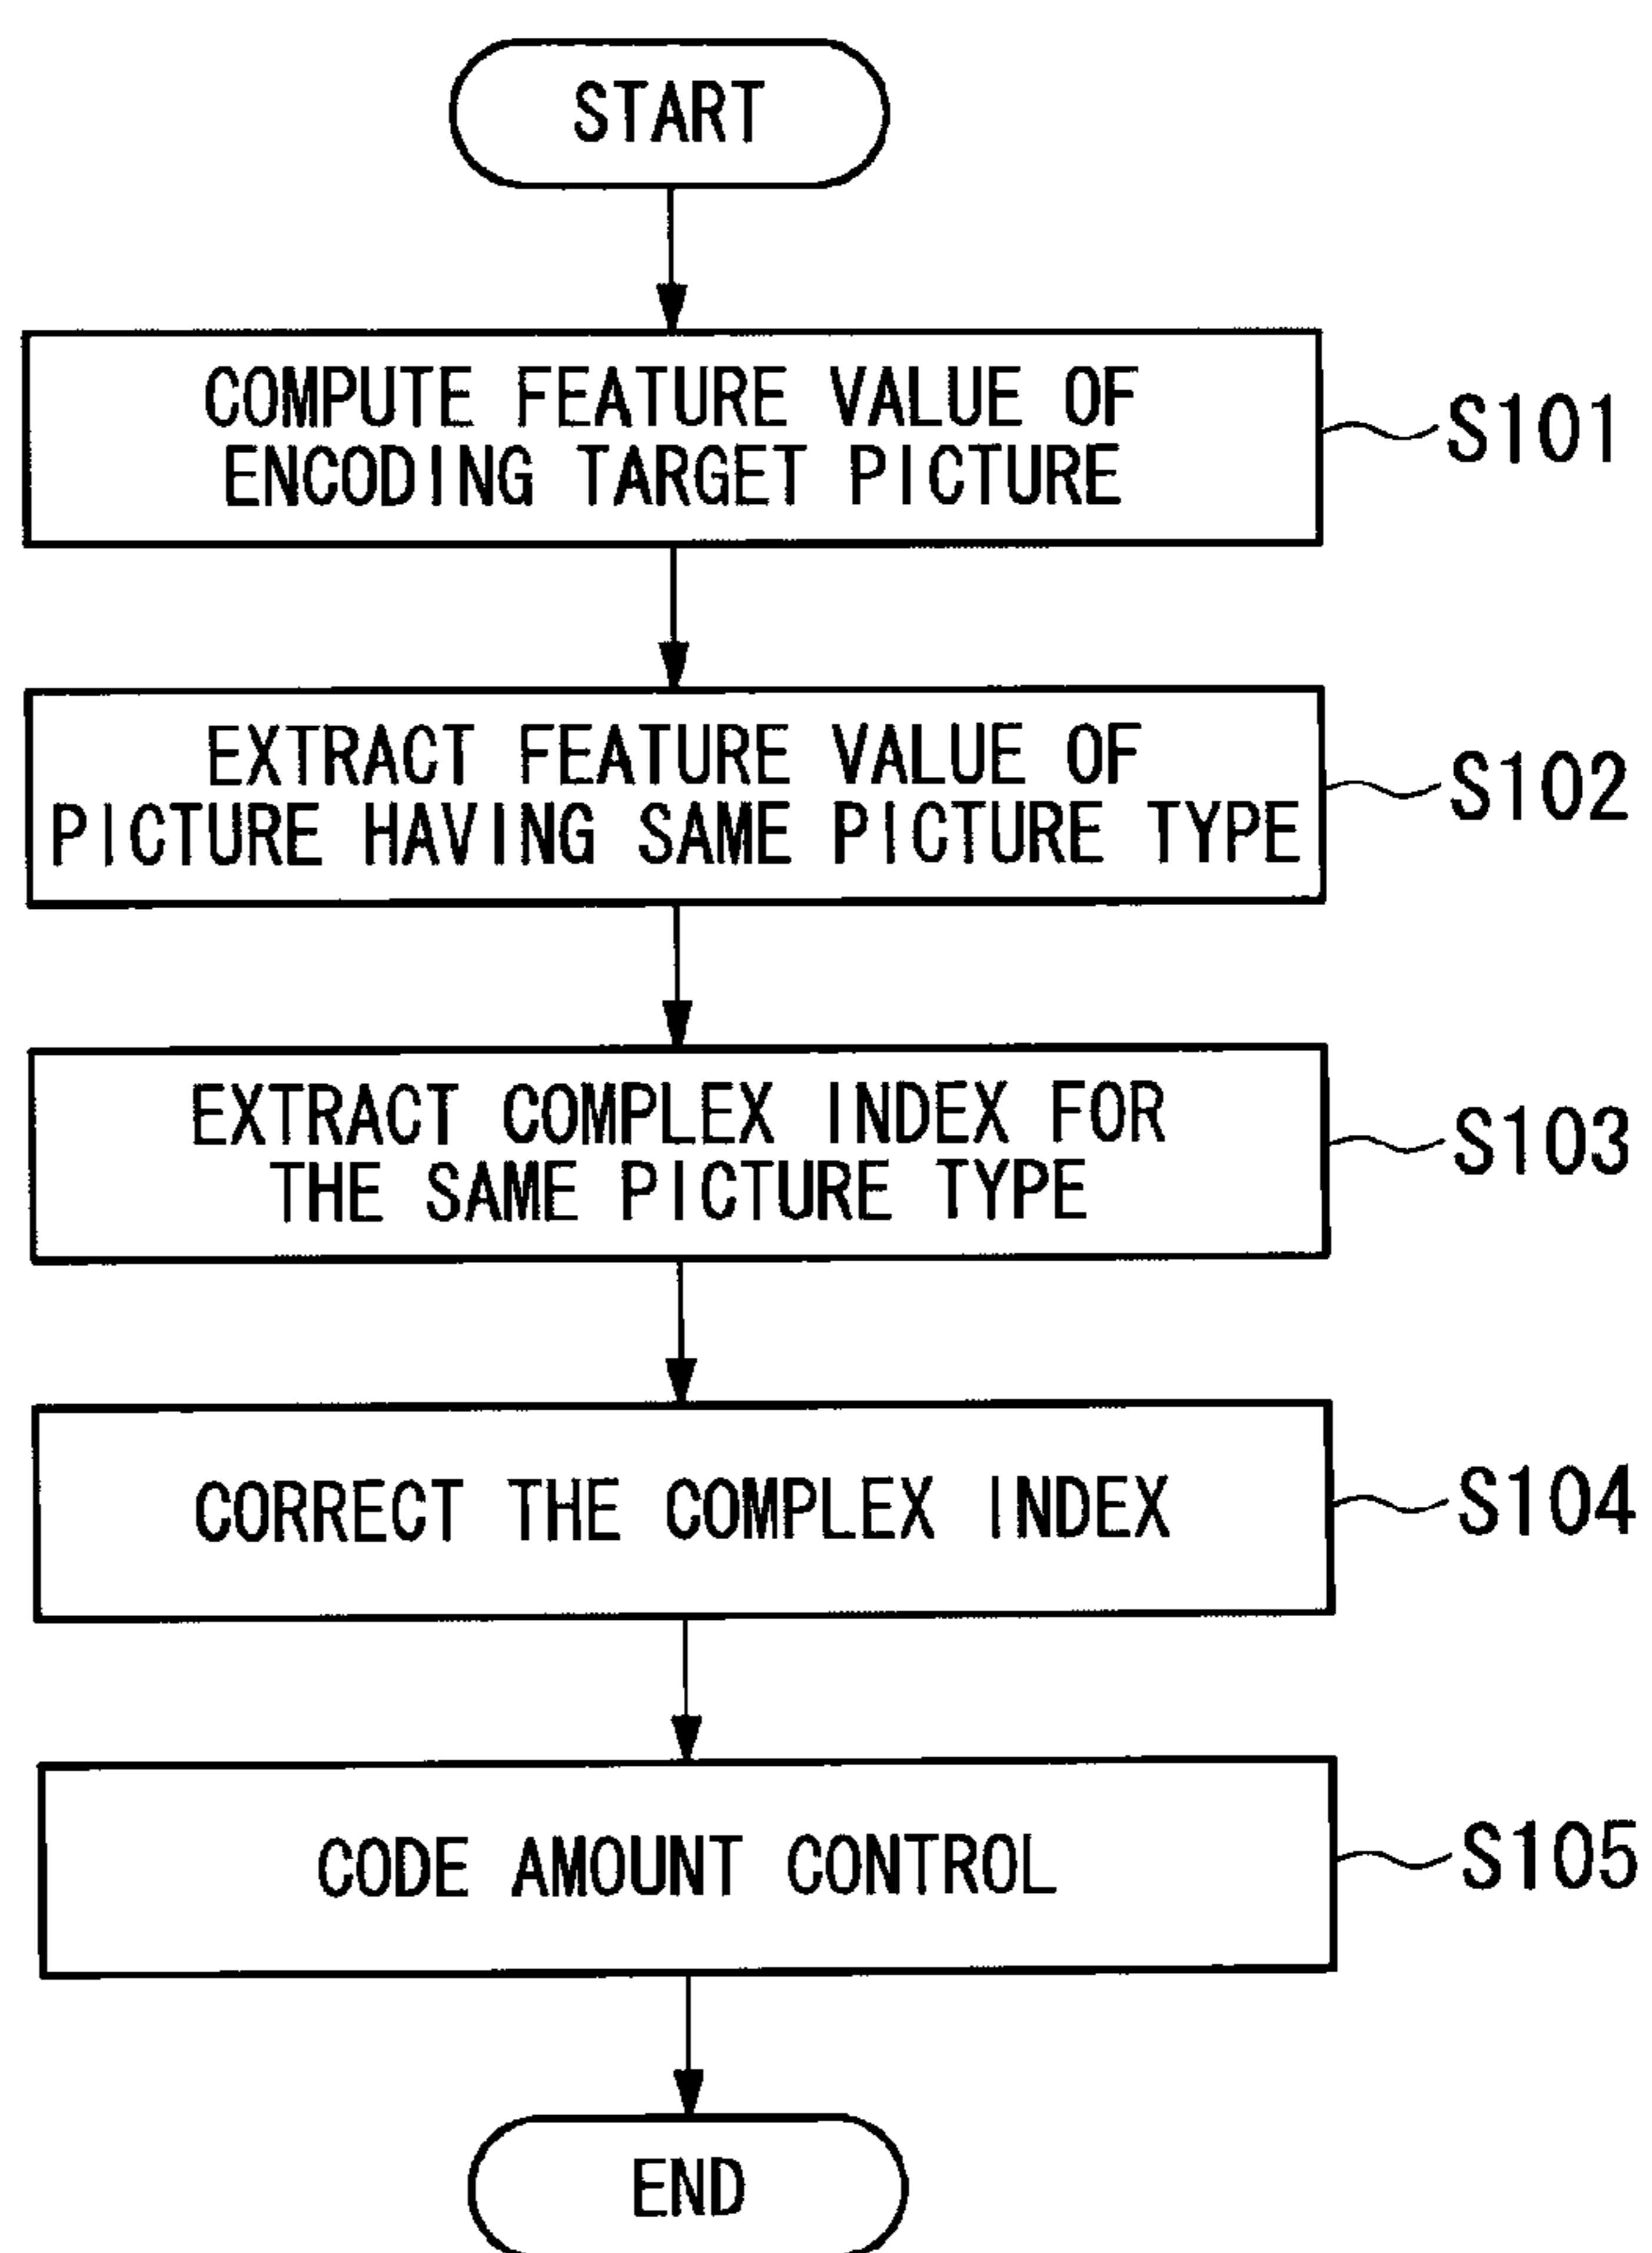 START
COMPUTE FEATURE VALUE OF
ENCODING TARGET PICTURE
S101
EXTRACT FEATURE VALUE OF
PICTURE HAVING SAME PICTURE TYPE
S102
EXTRACT COMPLEX INDEX FOR
THE SAME PICTURE TYPE
S103
CORRECT THE COMPLEX INDEX
S104
CODE AMOUNT CONTROL
S105
END